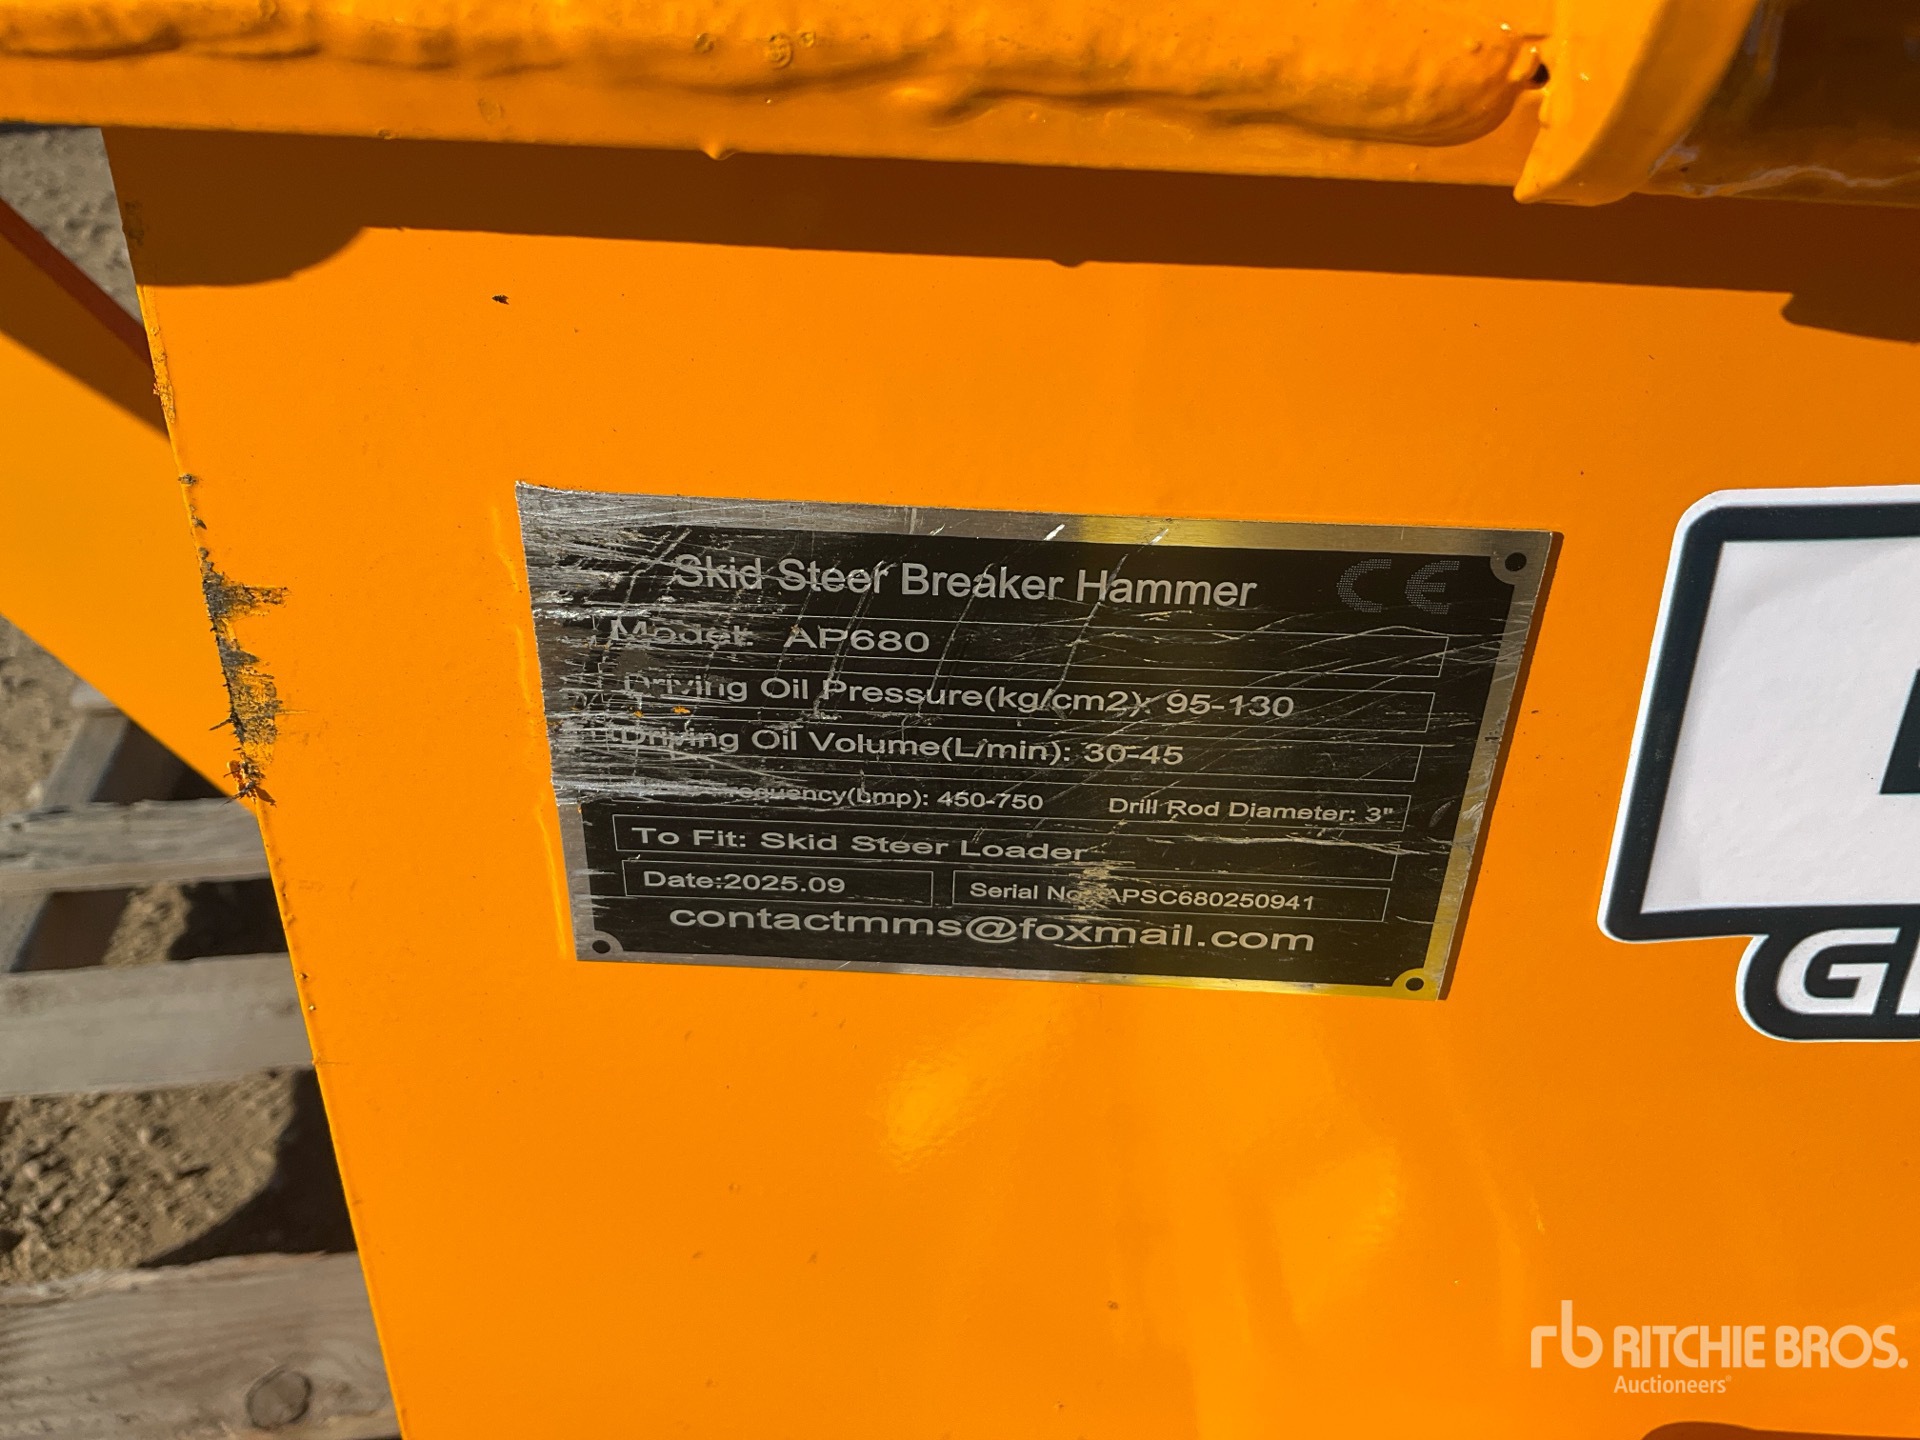 Skid Steer Breaker Hammer CE
Model: AP680
Driving Oil Pressure(kg/cm2): 95-130
Driving Oil Volume(L/min): 30-45
Frequency(bmp): 450-750 Drill Rod Diameter: 3"
To Fit: Skid Steer Loader
Date:2025.09 Serial No: APSC680250941
contactmms@foxmail.com
rb RITCHIE BROS.
Auctioneers